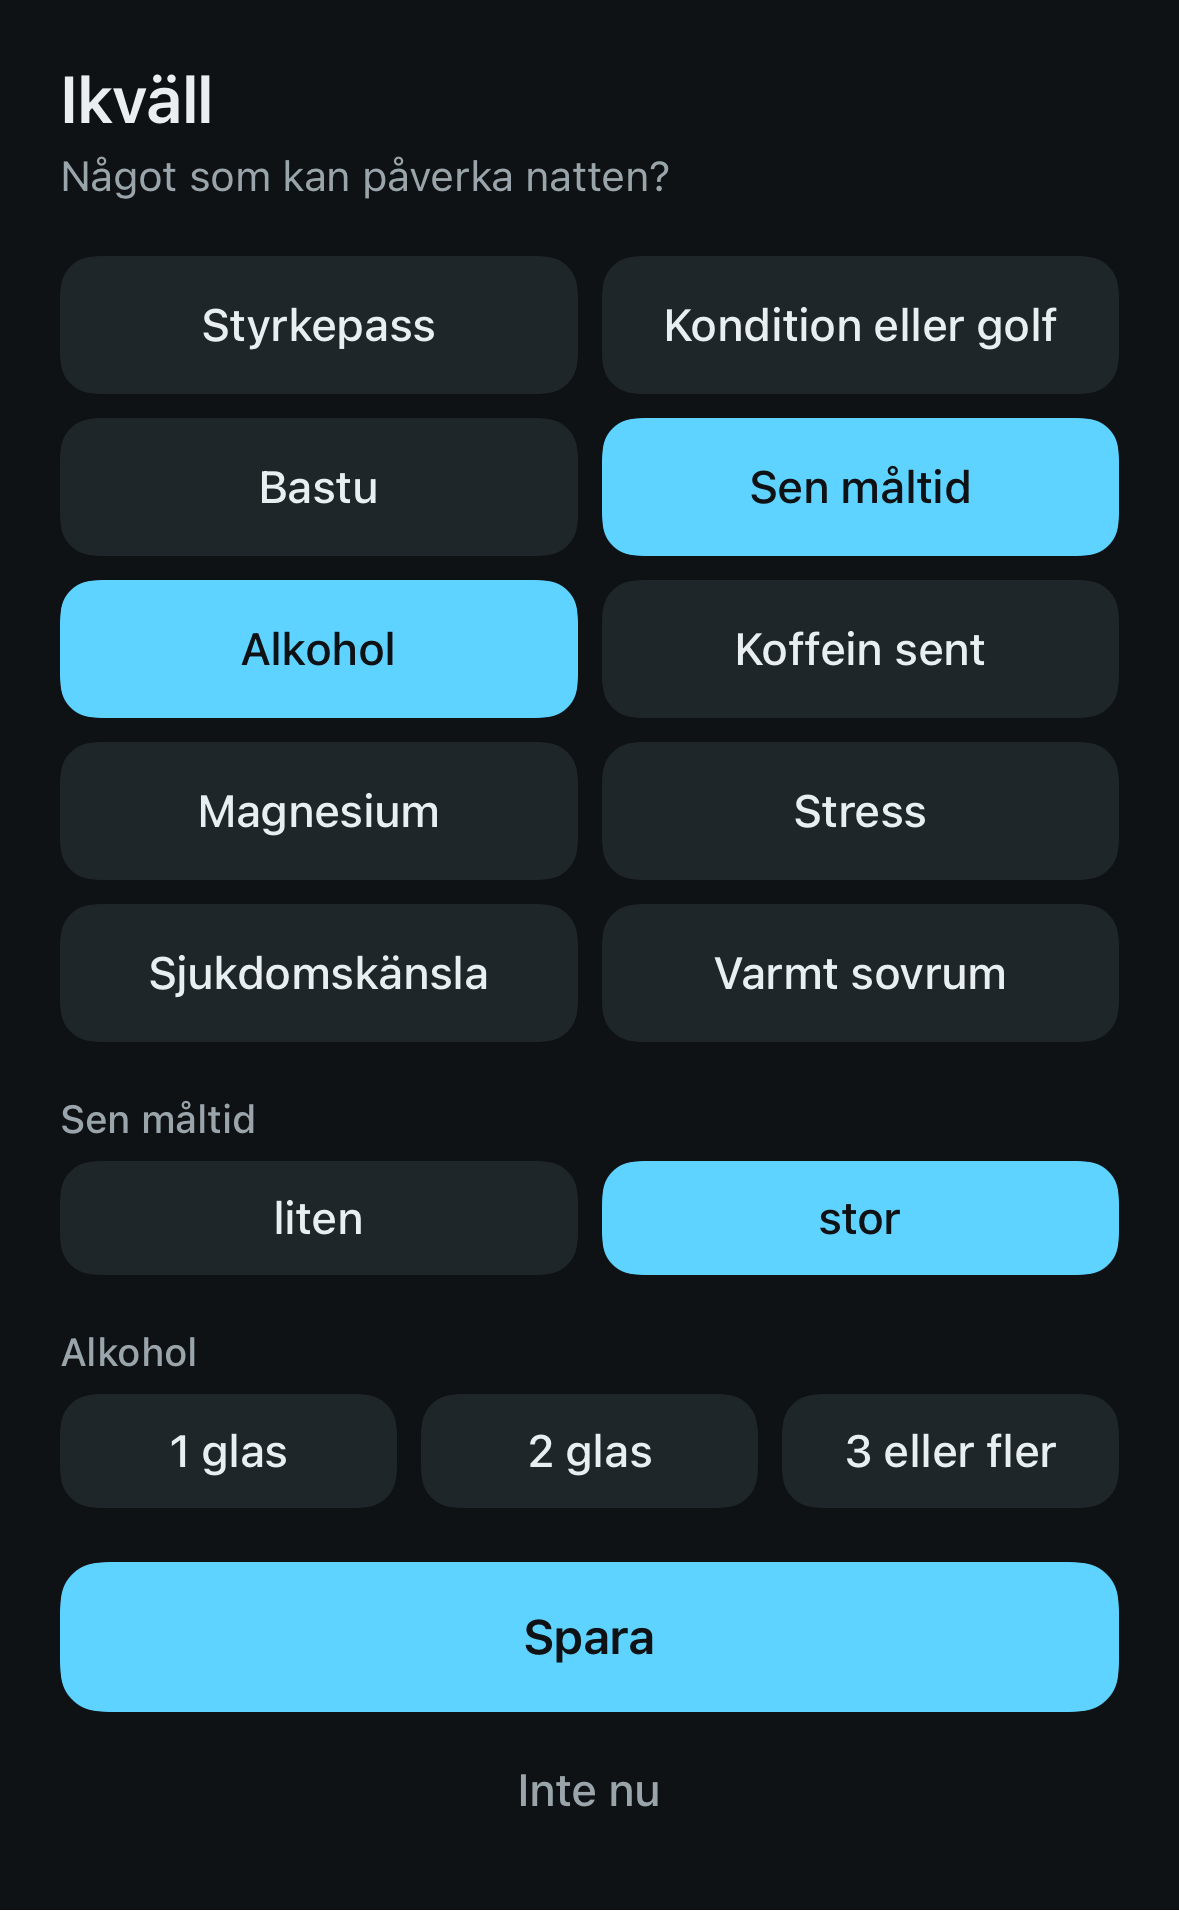 Ikväll
Något som kan påverka natten?
Styrkepass
Kondition eller golf
Bastu
Sen måltid
Alkohol
Koffein sent
Magnesium
Stress
Sjukdomskänsla
Varmt sovrum
Sen måltid
liten
stor
Alkohol
1 glas
2 glas
3 eller fler
Spara
Inte nu